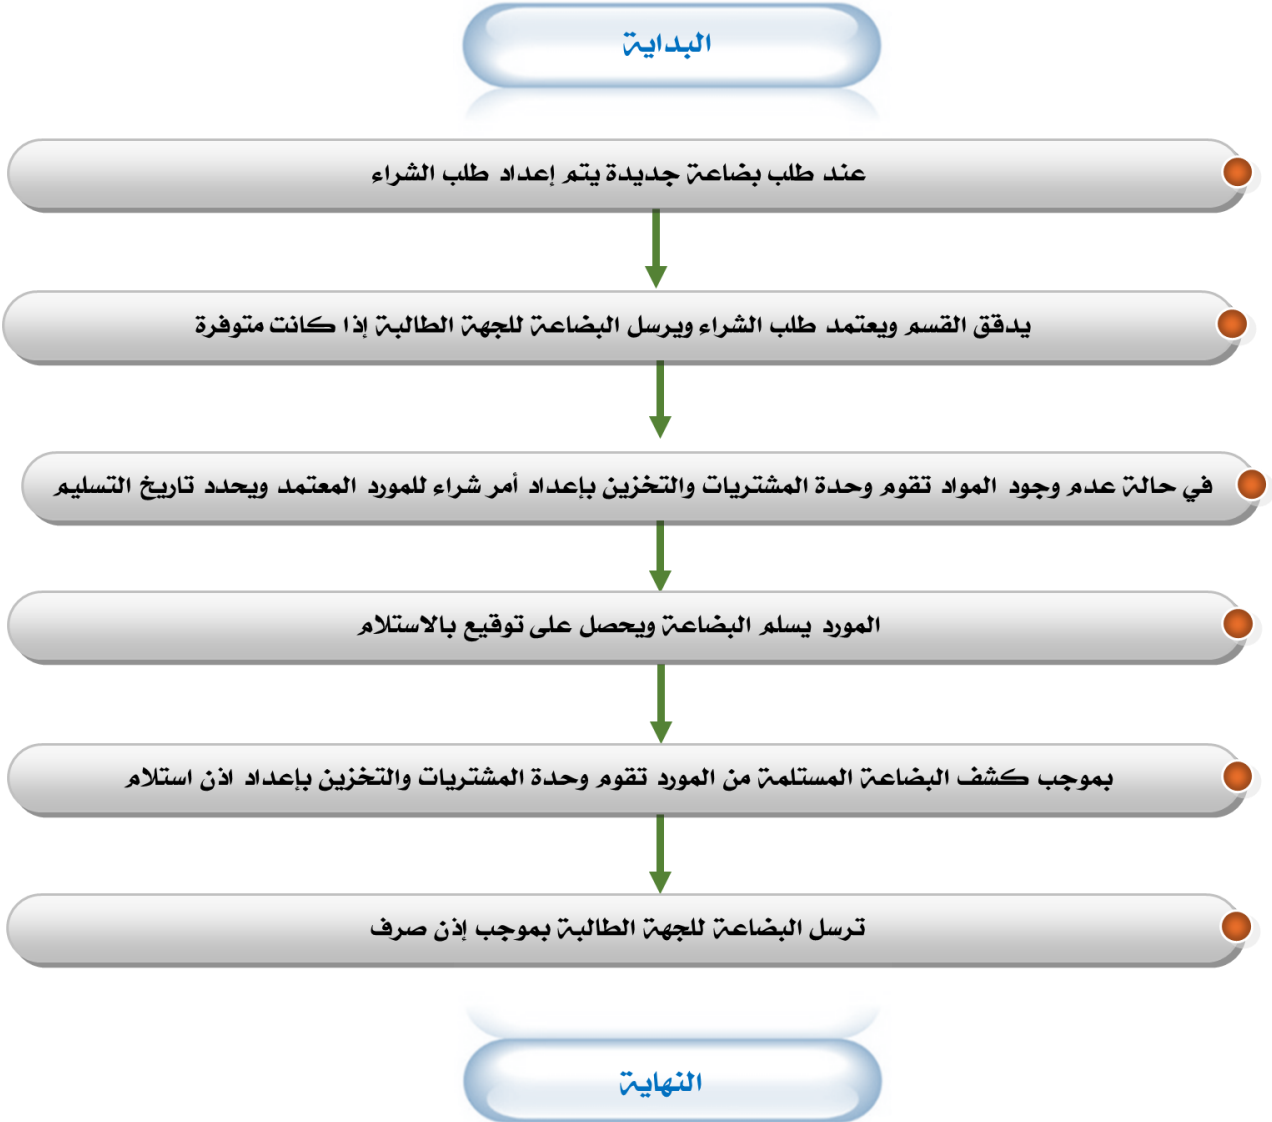 البداية
عند طلب بضاعة جديدة يتم إعداد طلب الشراء
يدقق القسم ويعتمد طلب الشراء ويرسل البضاعة للجهة الطالبة إذا كانت متوفرة
في حالة عدم وجود المواد تقوم وحدة المشتريات والتخزين بإعداد أمر شراء للمورد المعتمد ويحدد تاريخ التسليم
المورد يسلم البضاعة ويحصل على توقيع بالاستلام
بموجب كشف البضاعة المستلمة من المورد تقوم وحدة المشتريات والتخزين بإعداد اذن استلام
ترسل البضاعة للجهة الطالبة بموجب إذن صرف
النهاية